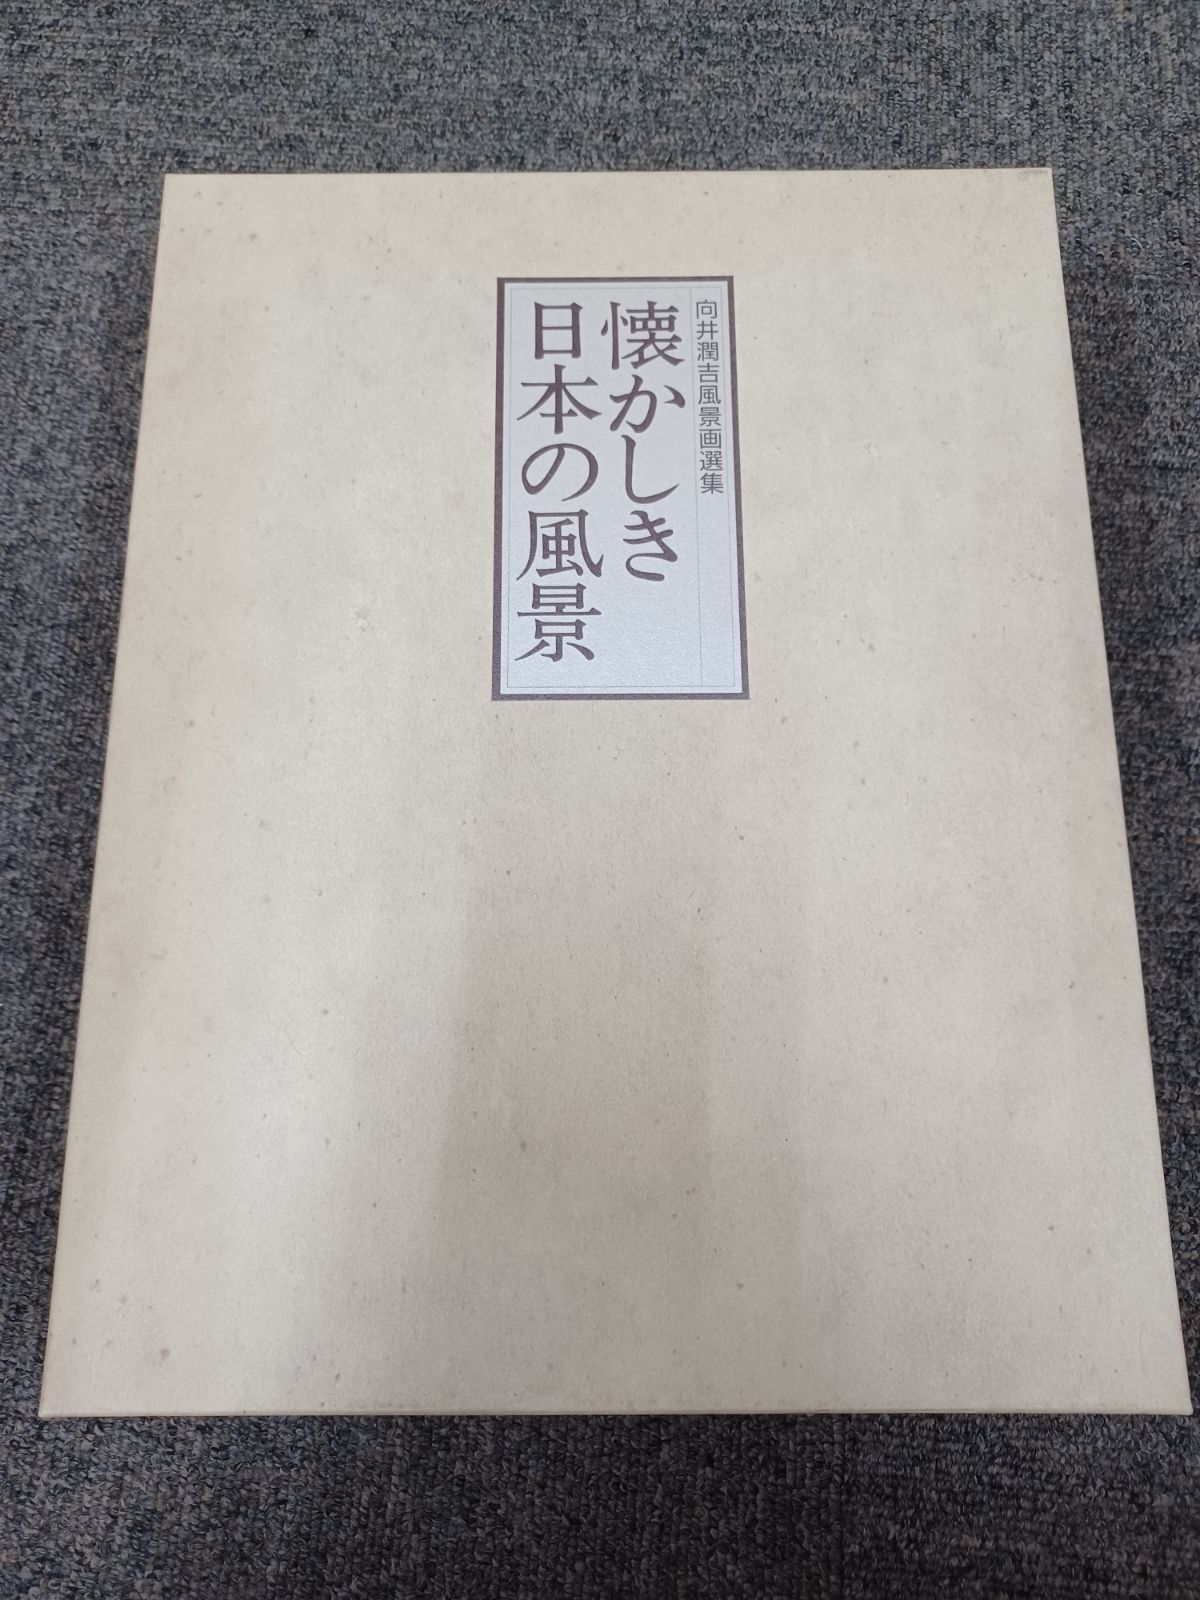 向井潤吉風景画選集
懐かしき
日本の風景